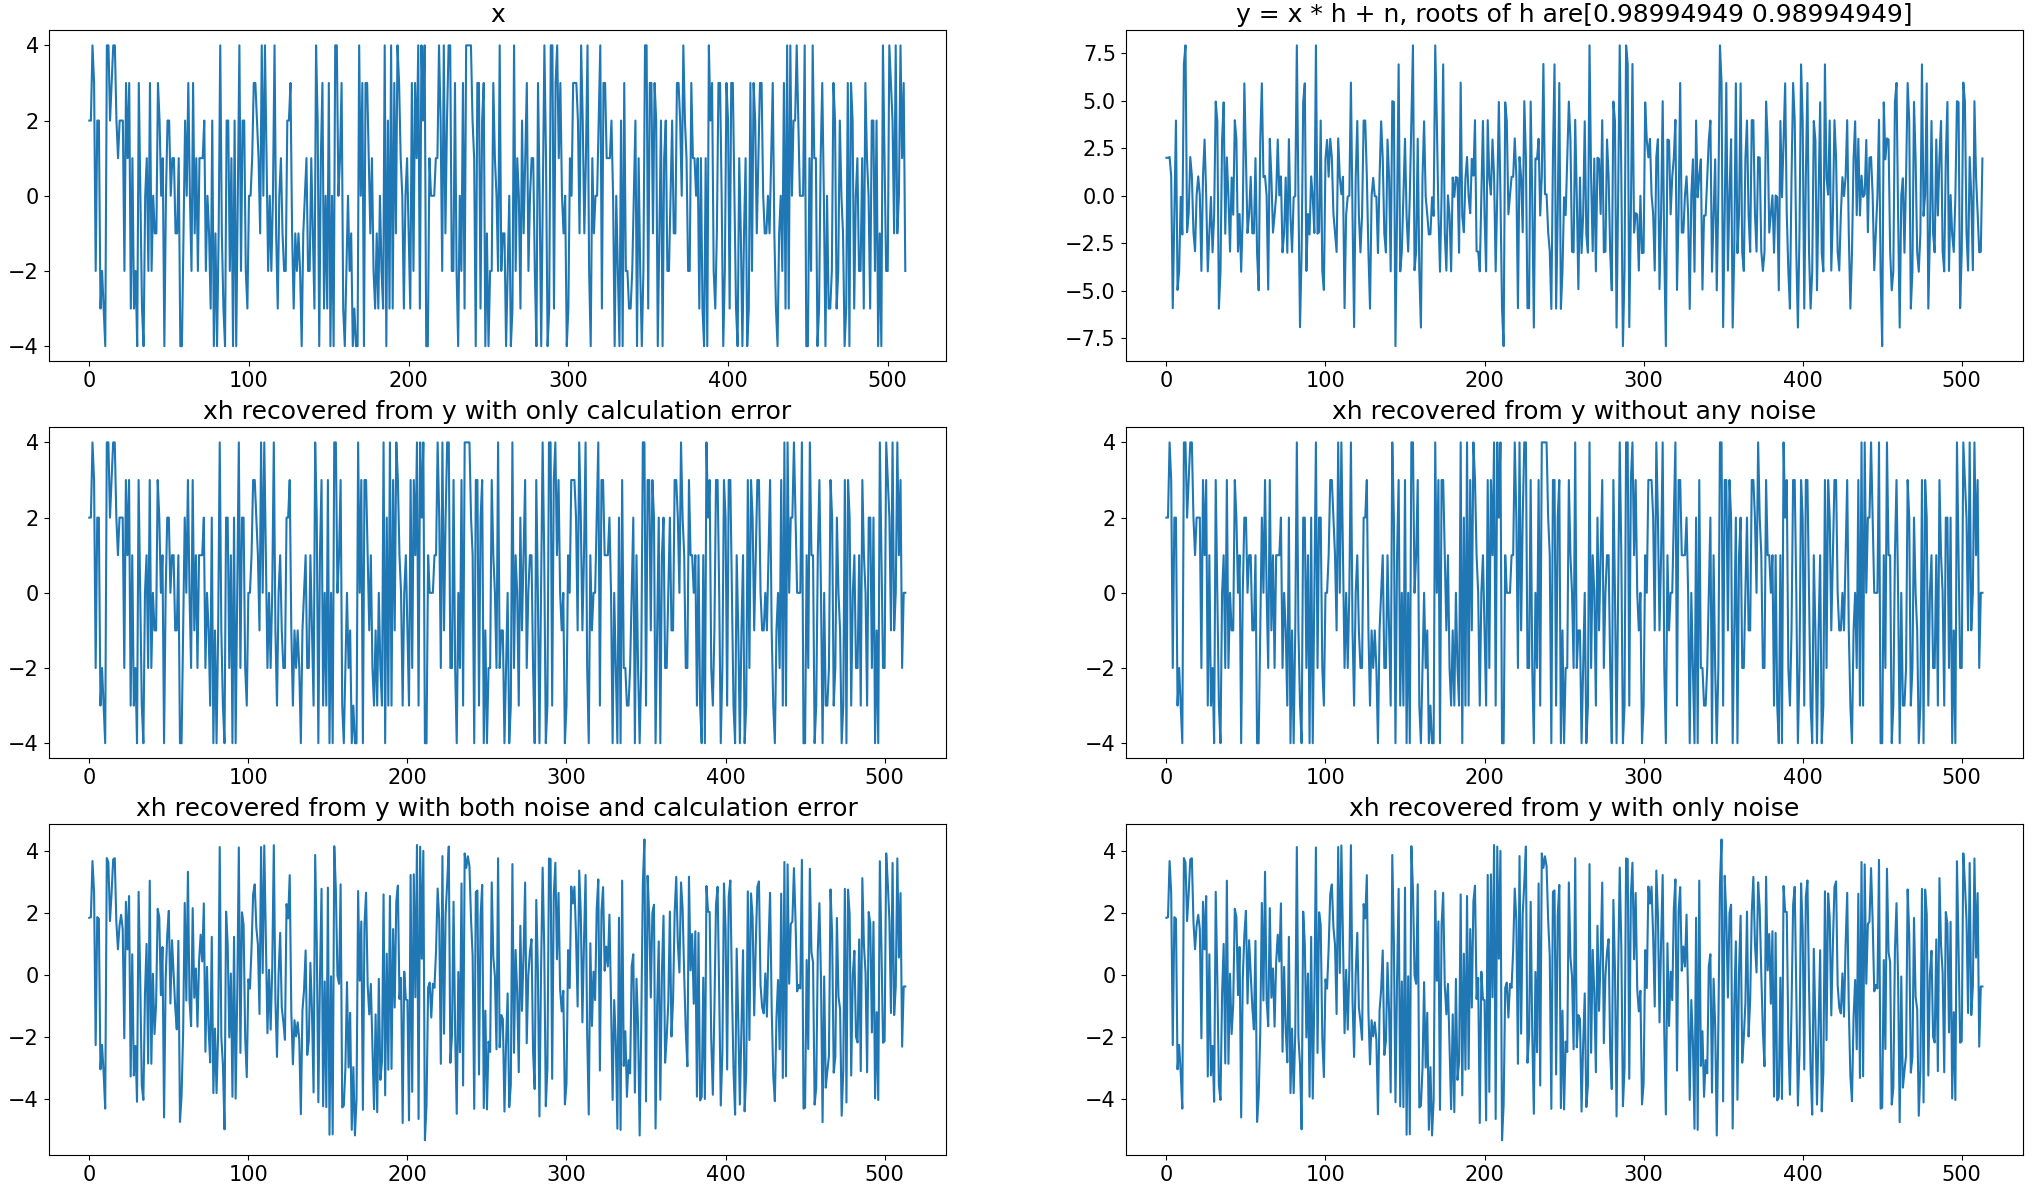 x
4
2
0
−2
−4
0 100 200 300 400 500
y = x * h + n, roots of h are[0.98994949 0.98994949]
7.5
5.0
2.5
0.0
−2.5
−5.0
−7.5
0 100 200 300 400 500
xh recovered from y with only calculation error
4
2
0
−2
−4
0 100 200 300 400 500
xh recovered from y without any noise
4
2
0
−2
−4
0 100 200 300 400 500
xh recovered from y with both noise and calculation error
4
2
0
−2
−4
0 100 200 300 400 500
xh recovered from y with only noise
4
2
0
−2
−4
0 100 200 300 400 500